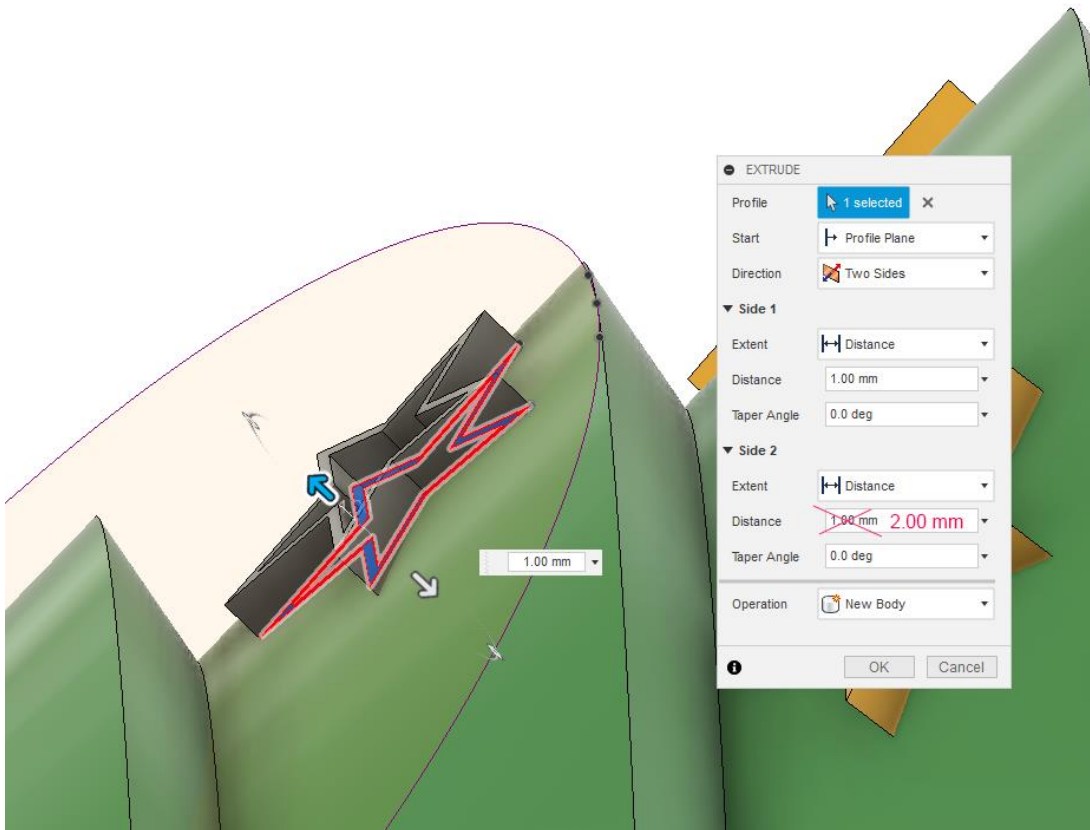 EXTRUDE
Profile 1 selected
Start Profile Plane
Direction Two Sides
Side 1
Extent Distance
Distance 1.00 mm
Taper Angle 0.0 deg
Side 2
Extent Distance
Distance 1.00 mm 2.00 mm
Taper Angle 0.0 deg
Operation New Body
OK Cancel
1.00 mm